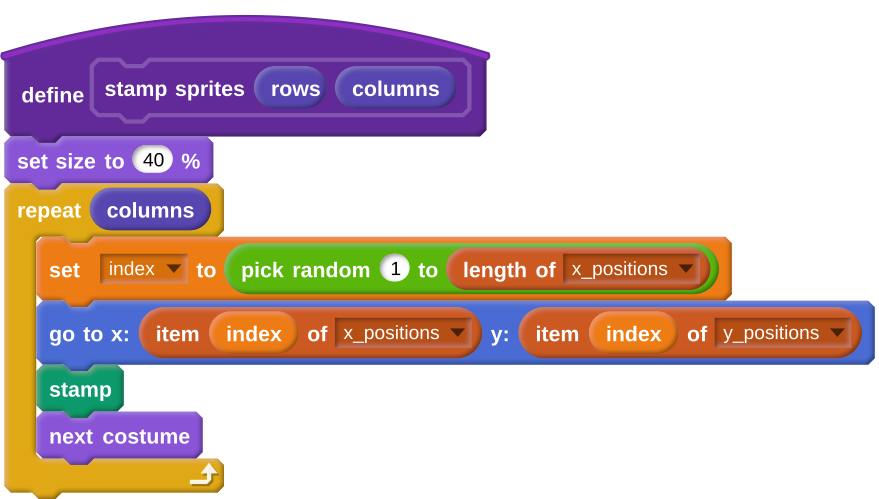 define stamp sprites rows columns
set size to 40 %
repeat columns
set index to pick random 1 to length of x_positions
go to x: item index of x_positions y: item index of y_positions
stamp
next costume